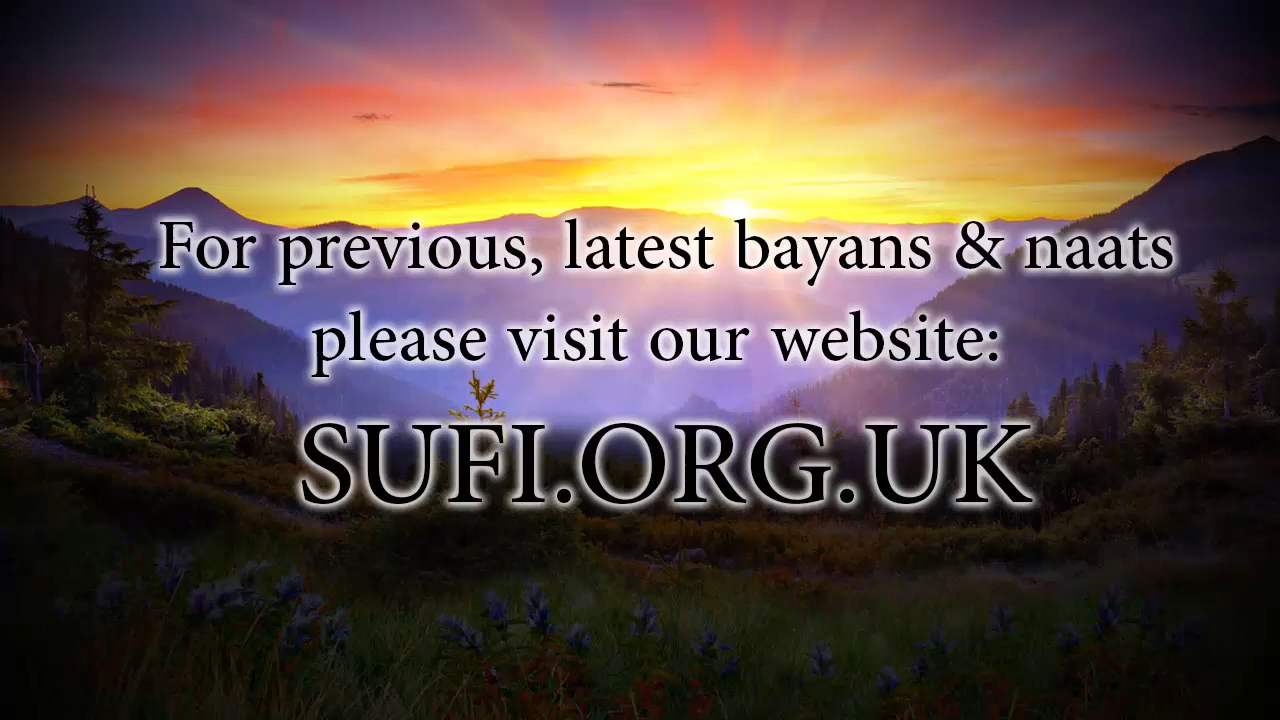 For previous, latest bayans & naats
please visit our website:
SUFI.ORG.UK